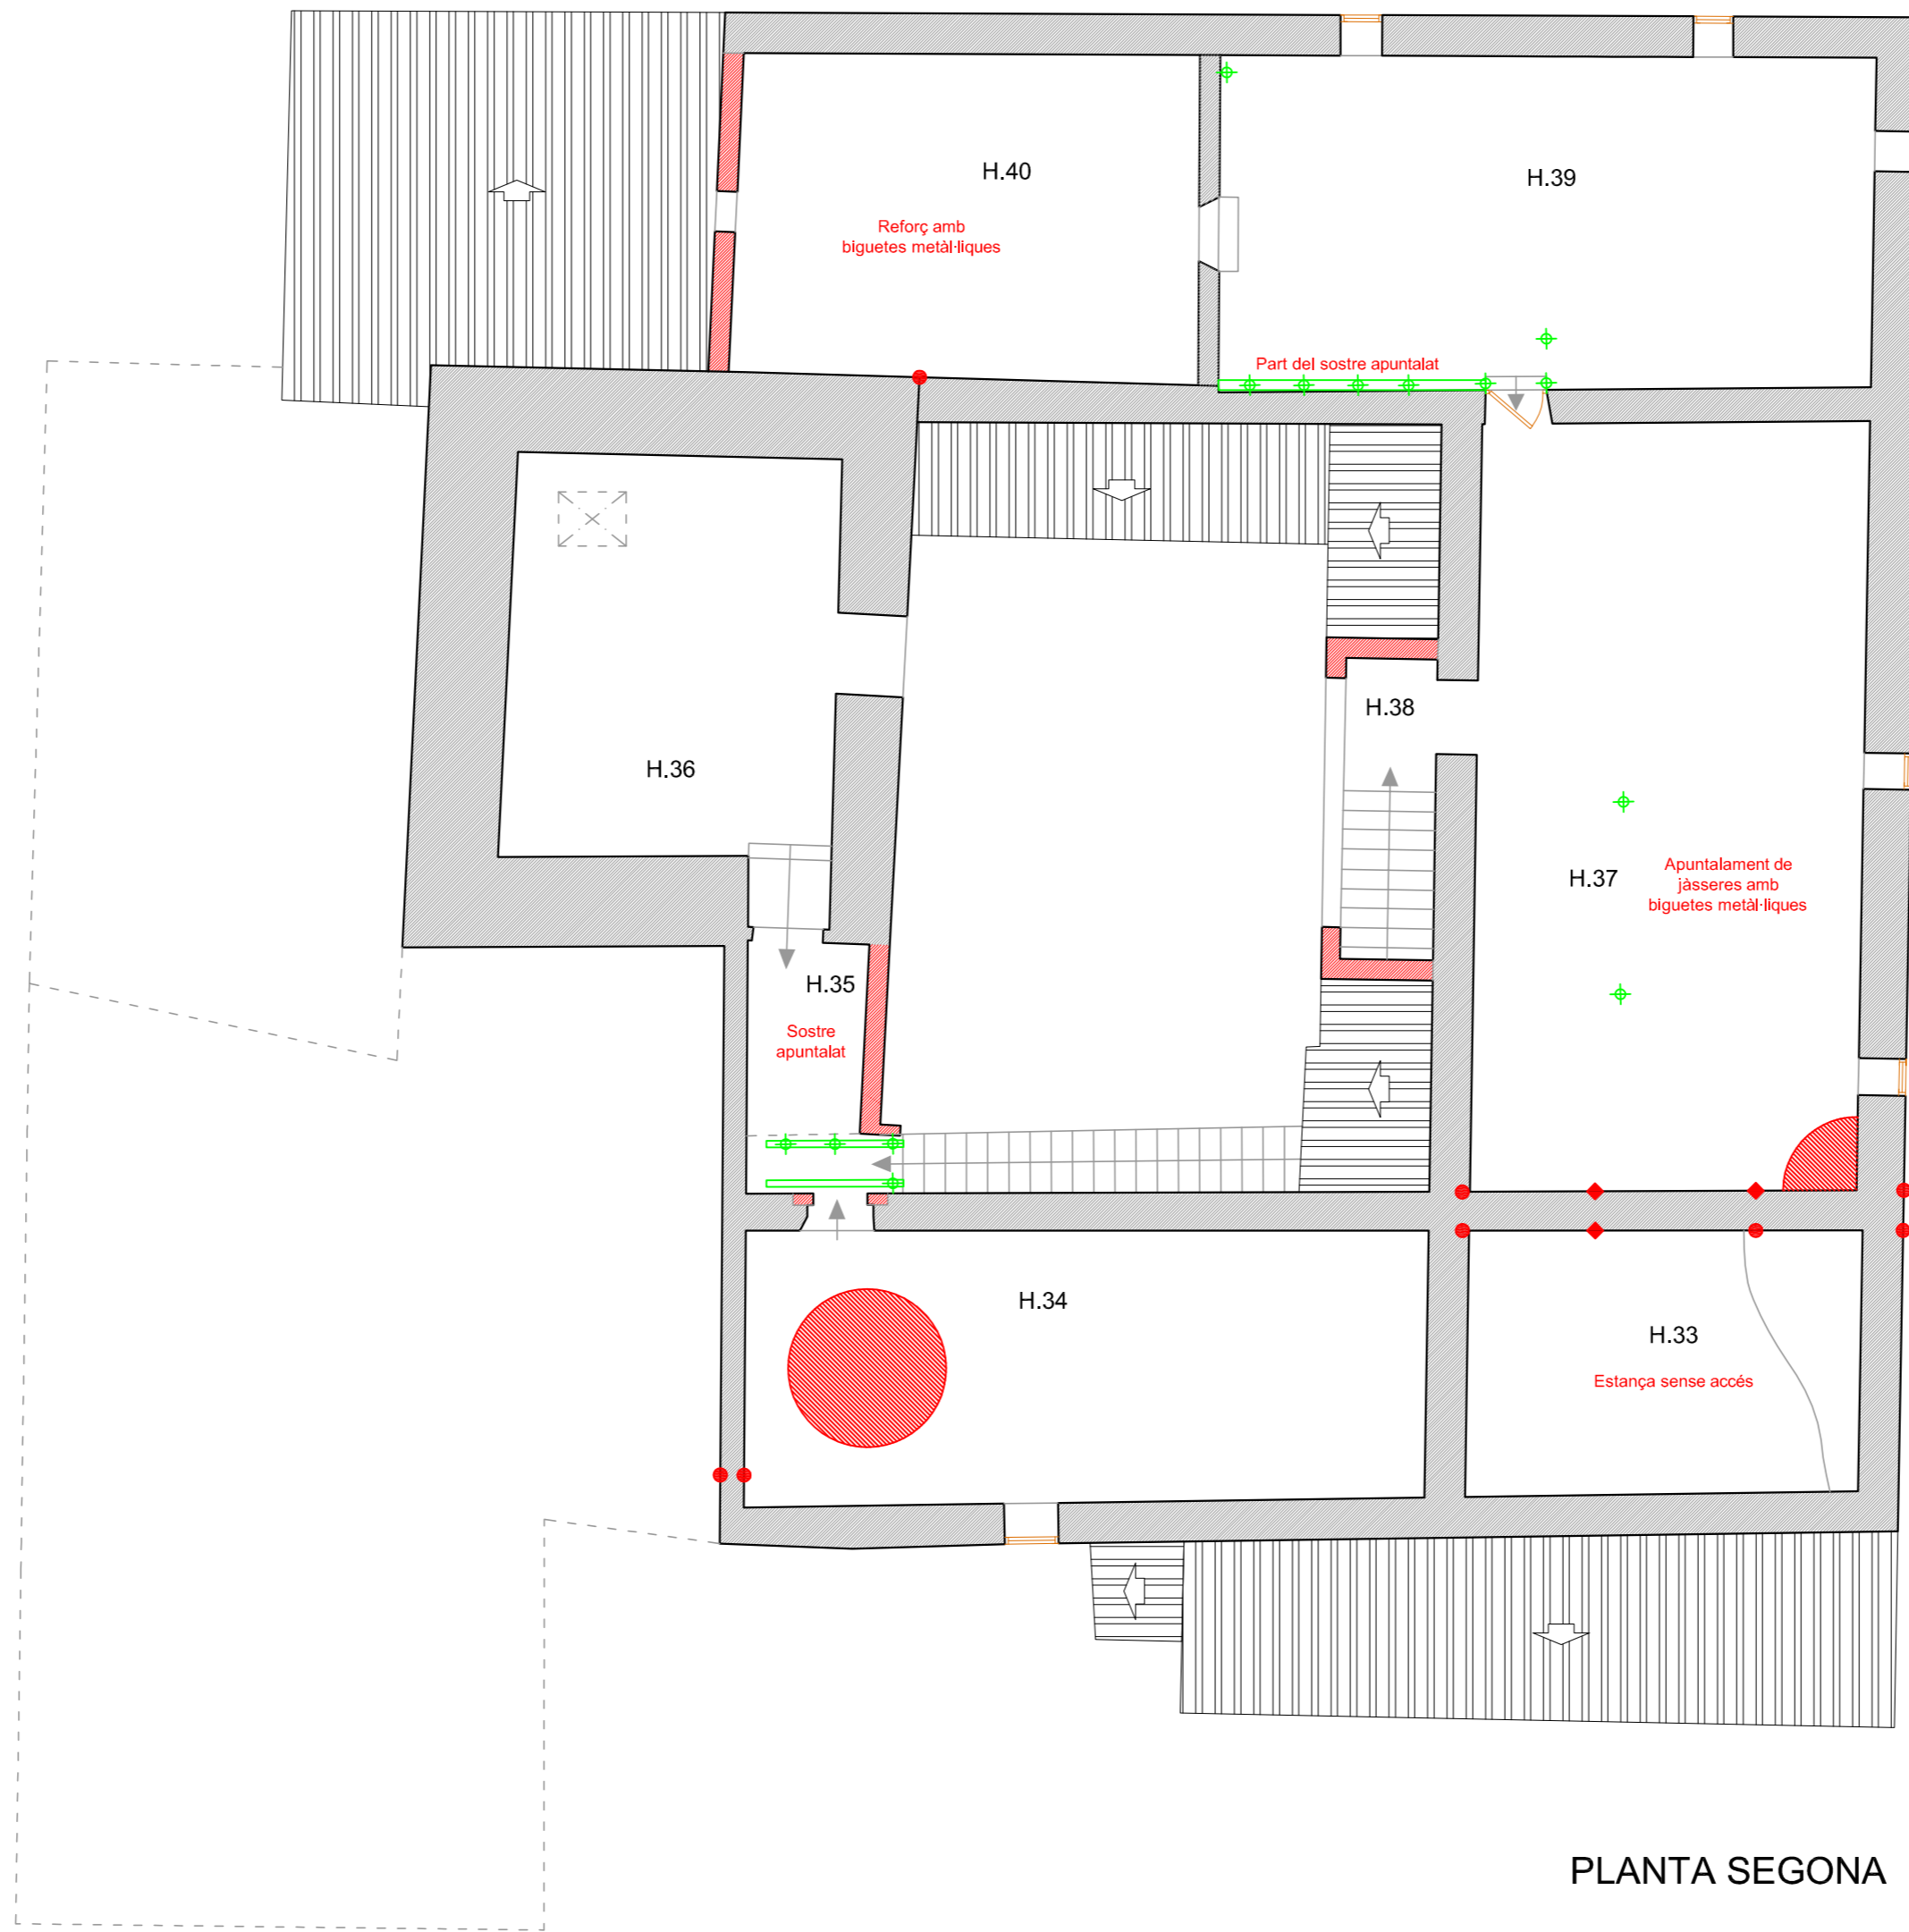 H.40
H.39
Reforç amb
biguetes metàl·liques
Part del sostre apuntalat
H.38
H.36
H.37
Apuntalament de
jàsseres amb
biguetes metàl·liques
H.35
Sostre
apuntalat
H.34
H.33
Estança sense accés
PLANTA SEGONA